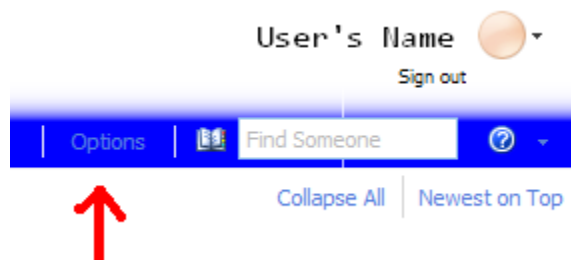 User's Name
Sign out
Options Find Someone
Collapse All Newest on Top